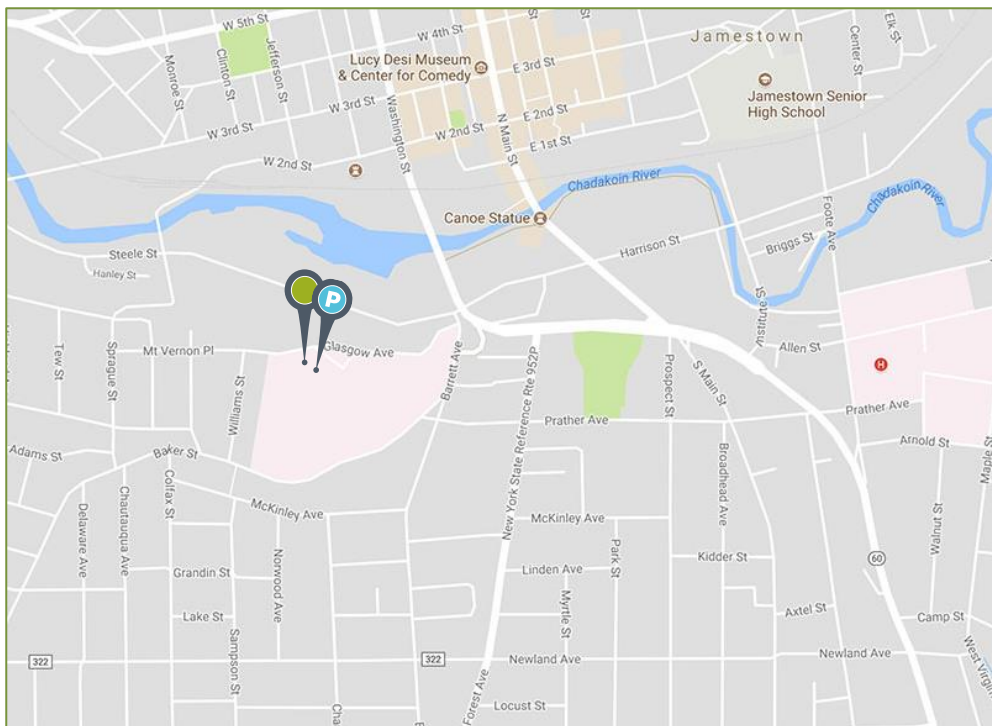 W 5th St
Monroe St
Clinton St
Jefferson St
W 4th St
Jamestown
Center St
Elk St
Lucy Desi Museum
& Center for Comedy
E 3rd St
Jamestown Senior
High School
W 3rd St
W 3rd St
Washington St
N Main St
E 2nd St
W 2nd St
E 1st St
W 2nd St
Chadakoin River
Chadakoin River
Canoe Statue
Foote Ave
Harrison St
Briggs St
Steele St
Hanley St
P
Institute St
Mt Vernon Pl
Glasgow Ave
Allen St
H
Tew St
Sprague St
Williams St
Barrett Ave
New York State Reference Rte 952P
Prospect St
S Main St
Prather Ave
Prather Ave
Arnold St
Maple St
Adams St
Baker St
Colfax St
Broadhead Ave
McKinley Ave
McKinley Ave
Delaware Ave
Chautauqua Ave
Norwood Ave
Park St
Walnut St
Kidder St
60
Grandin St
Linden Ave
Lake St
Sampson St
Myrtle St
Axtel St
Camp St
322
322
Newland Ave
Newland Ave
West Virgin
Forest Ave
Cha
Locust St